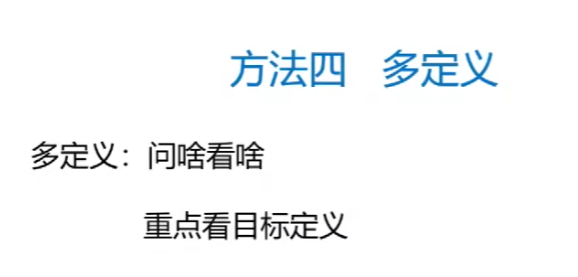 方法四 多定义
多定义：问啥看啥
重点看目标定义